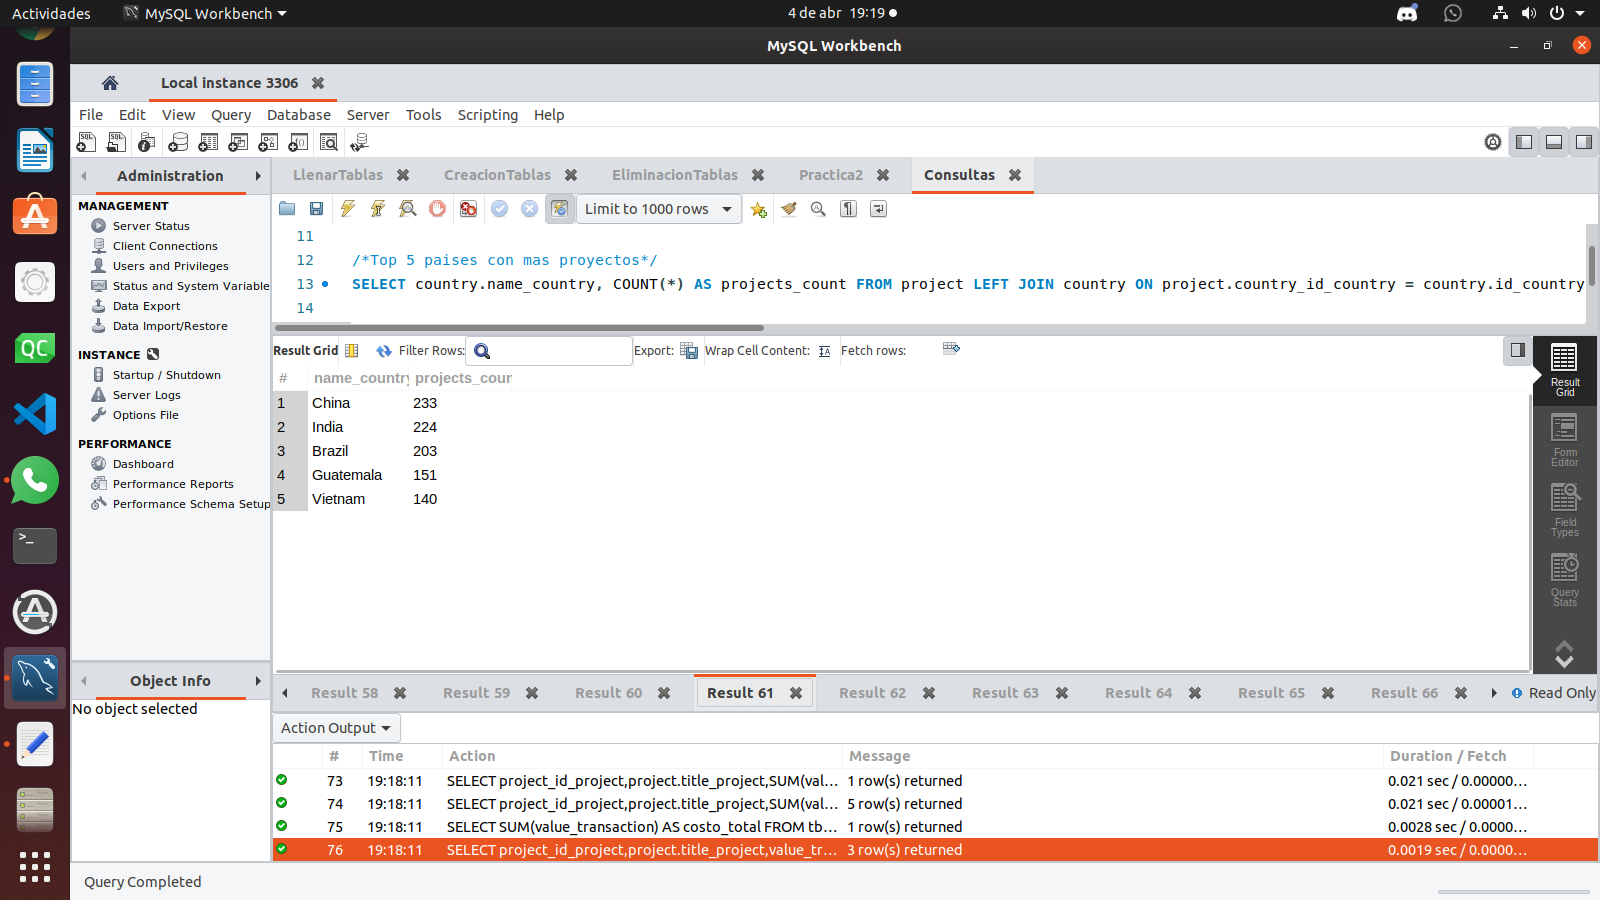 Actividades MySQL Workbench 4 de abr 19:19
MySQL Workbench
Local instance 3306
File Edit View Query Database Server Tools Scripting Help
Administration LlenarTablas CreacionTablas EliminacionTablas Practica2 Consultas
MANAGEMENT
Server Status
Client Connections
Users and Privileges
Status and System Variable
Data Export
Data Import/Restore
INSTANCE
Startup / Shutdown
Server Logs
Options File
PERFORMANCE
Dashboard
Performance Reports
Performance Schema Setup
Object Info
No object selected
Limit to 1000 rows
11
12 /*Top 5 paises con mas proyectos*/
13 SELECT country.name_country, COUNT(*) AS projects_count FROM project LEFT JOIN country ON project.country_id_country = country.id_country
14
Result Grid Filter Rows: Export: Wrap Cell Content: Fetch rows:
# name_country projects_coun
1 China 233
2 India 224
3 Brazil 203
4 Guatemala 151
5 Vietnam 140
Result Grid
Form Editor
Field Types
Query Stats
Result 58 Result 59 Result 60 Result 61 Result 62 Result 63 Result 64 Result 65 Result 66 Read Only
Action Output
# Time Action Message Duration / Fetch
73 19:18:11 SELECT project_id_project,project.title_project,SUM(val... 1 row(s) returned 0.021 sec / 0.00000...
74 19:18:11 SELECT project_id_project,project.title_project,SUM(val... 5 row(s) returned 0.021 sec / 0.00001...
75 19:18:11 SELECT SUM(value_transaction) AS costo_total FROM tb... 1 row(s) returned 0.0028 sec / 0.0000...
76 19:18:11 SELECT project_id_project,project.title_project,value_tr... 3 row(s) returned 0.0019 sec / 0.0000...
Query Completed